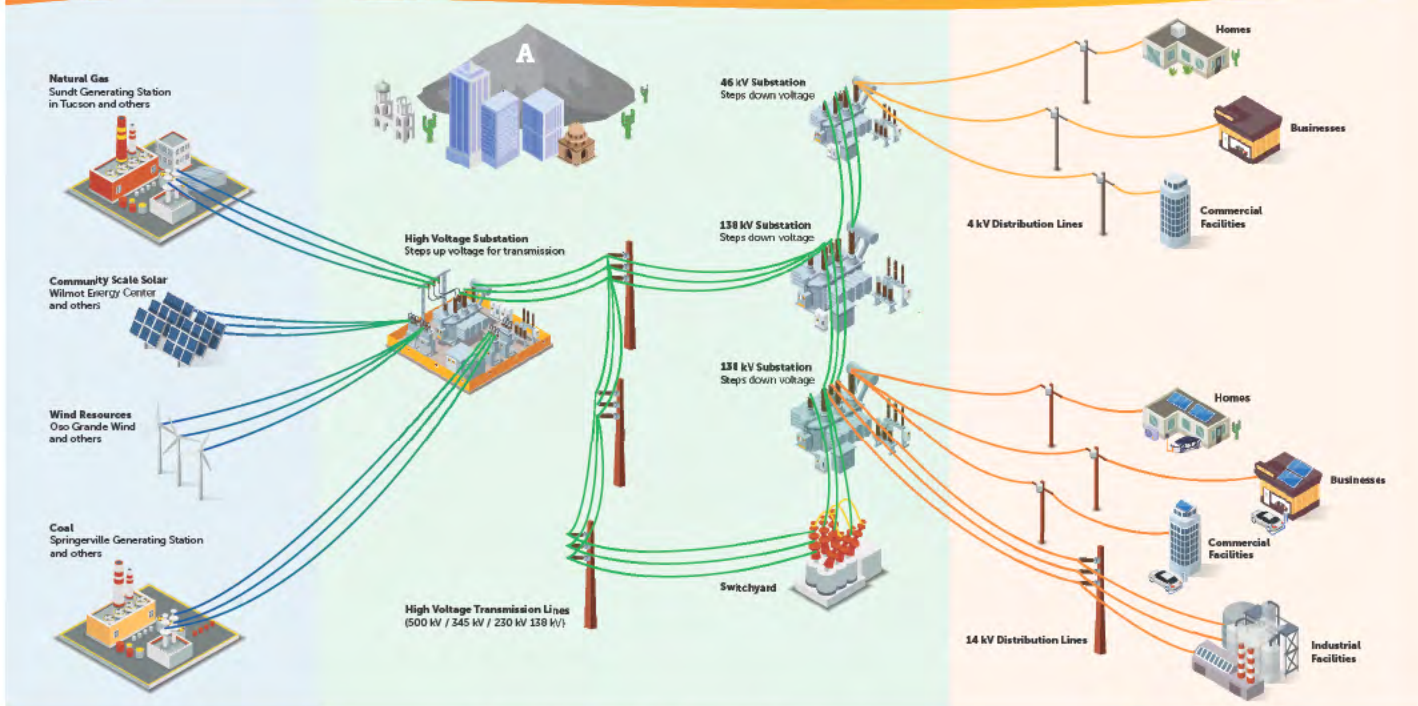 Natural Gas
Sundt Generating Station
in Tucson and others
Community Scale Solar
Wilmot Energy Center
and others
Wind Resources
Oso Grande Wind
and others
Coal
Springerville Generating Station
and others
A
High Voltage Substation
Steps up voltage for transmission
High Voltage Transmission Lines
(500 kV / 345 kV / 230 kV 138 kV)
46 kV Substation
Steps down voltage
138 kV Substation
Steps down voltage
138 kV Substation
Steps down voltage
Switchyard
Homes
Businesses
Commercial
Facilities
4 kV Distribution Lines
Homes
Businesses
Commercial
Facilities
14 kV Distribution Lines
Industrial
Facilities